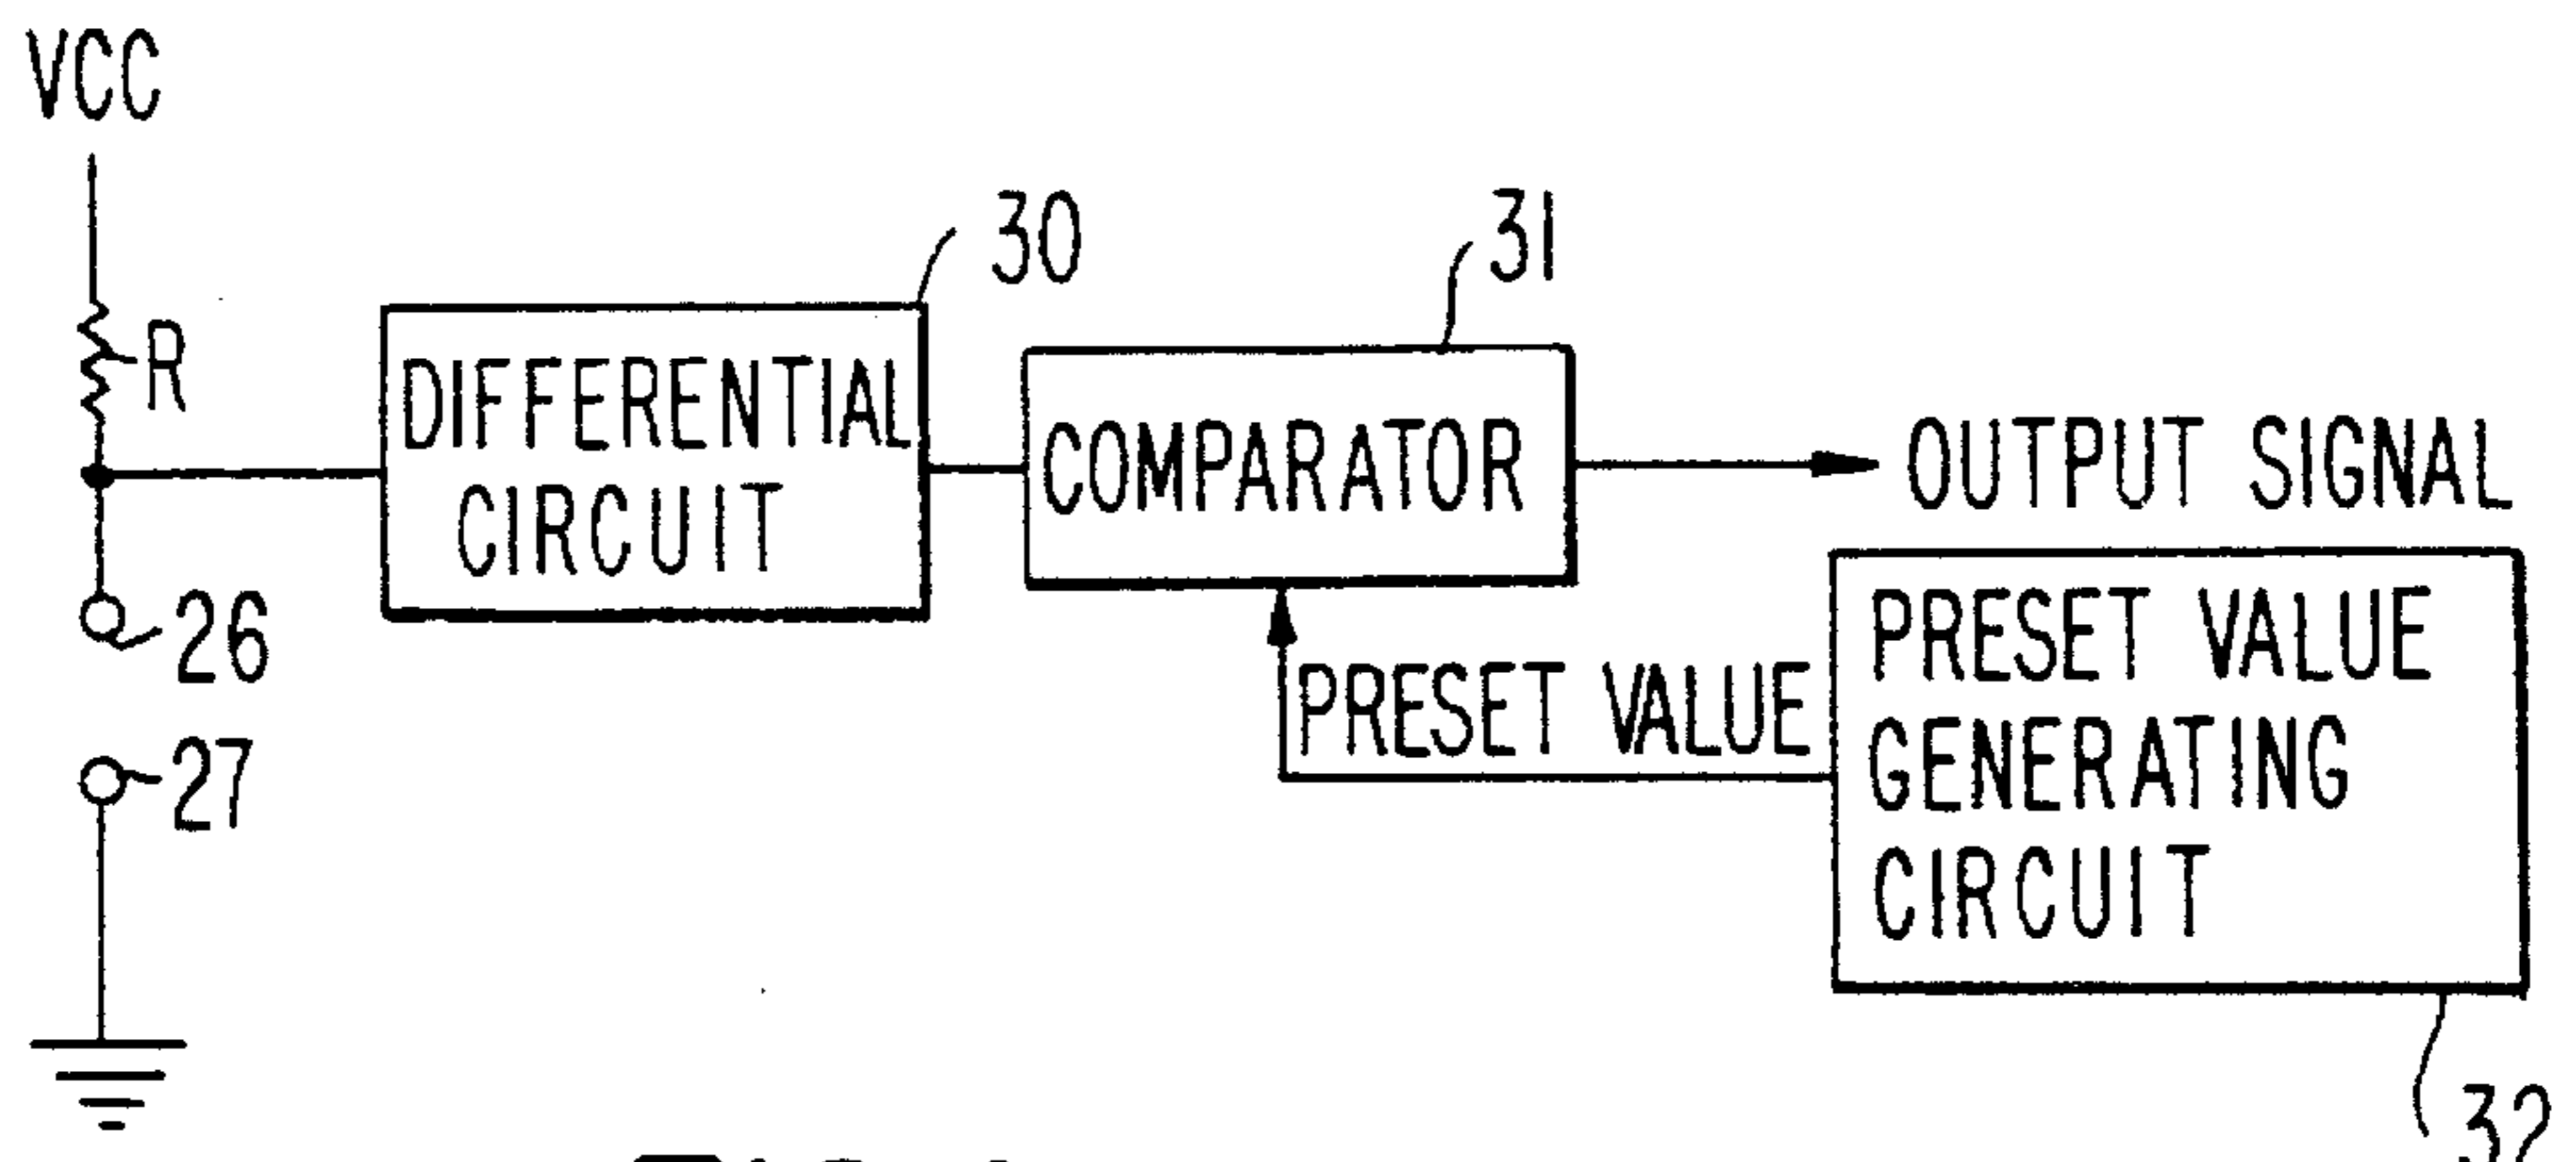 VCC
R
30
31
DIFFERENTIAL
CIRCUIT
COMPARATOR
OUTPUT SIGNAL
26
27
PRESET VALUE
PRESET VALUE
GENERATING
CIRCUIT
32